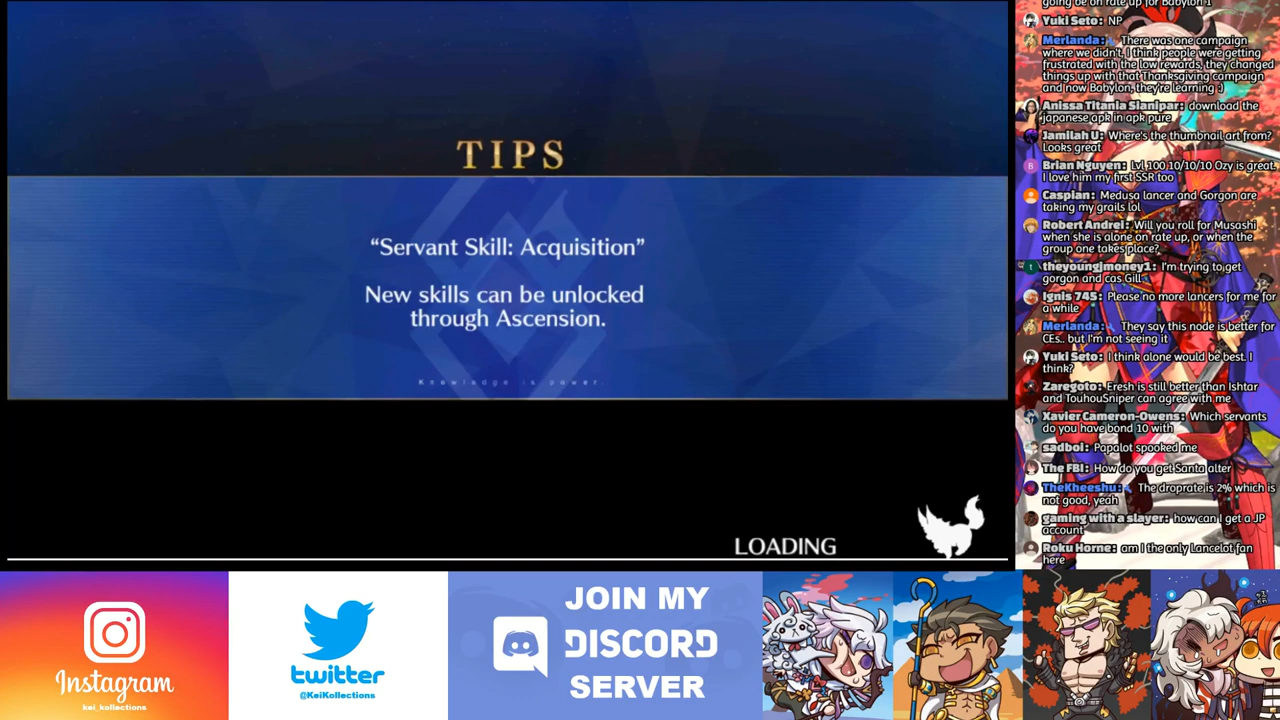 TIPS
“Servant Skill: Acquisition”
New skills can be unlocked
through Ascension.
Knowledge is power
LOADING
going be on rate up for Babylon 1
Yuki Seto: NP
Merlanda: There was one campaign
where we didn't, I think people were getting
frustrated with the low rewards, they changed
things up with that Thanksgiving campaign
and now Babylon, they're learning :)
Anissa Titania Sianipar: download the
japanese apk in apk pure
Jamilah U: Where's the thumbnail art from?
Looks great
Brian Nguyen: Lvl 100 10/10/10 Ozy is great,
I love him my first SSR too
Caspian: Medusa lancer and Gorgon are
taking my grails lol
Robert Andrei: Will you roll for Musashi
when she is alone on rate up, or when the
group one takes place?
theyoungjmoney1: I'm trying to get
gorgon and cas Gill
Ignis 745: Please no more lancers for me for
a while
Merlanda: They say this node is better for
CEs.. but I'm not seeing it
Yuki Seto: I think alone would be best. I
think?
Zaregoto: Eresh is still better than Ishtar
and TouhouSniper can agree with me
Xavier Cameron-Owens: Which servants
do you have bond 10 with
sadboi: Papalot spooked me
The FBI: How do you get Santa alter
TheKheeshu: The droprate is 2% which is
not good, yeah
gaming with a slayer: how can I get a JP
account
Roku Horne: am I the only Lancelot fan
here
Instagram
kei_kollections
twitter
@KeiKollections
JOIN MY
DISCORD
SERVER